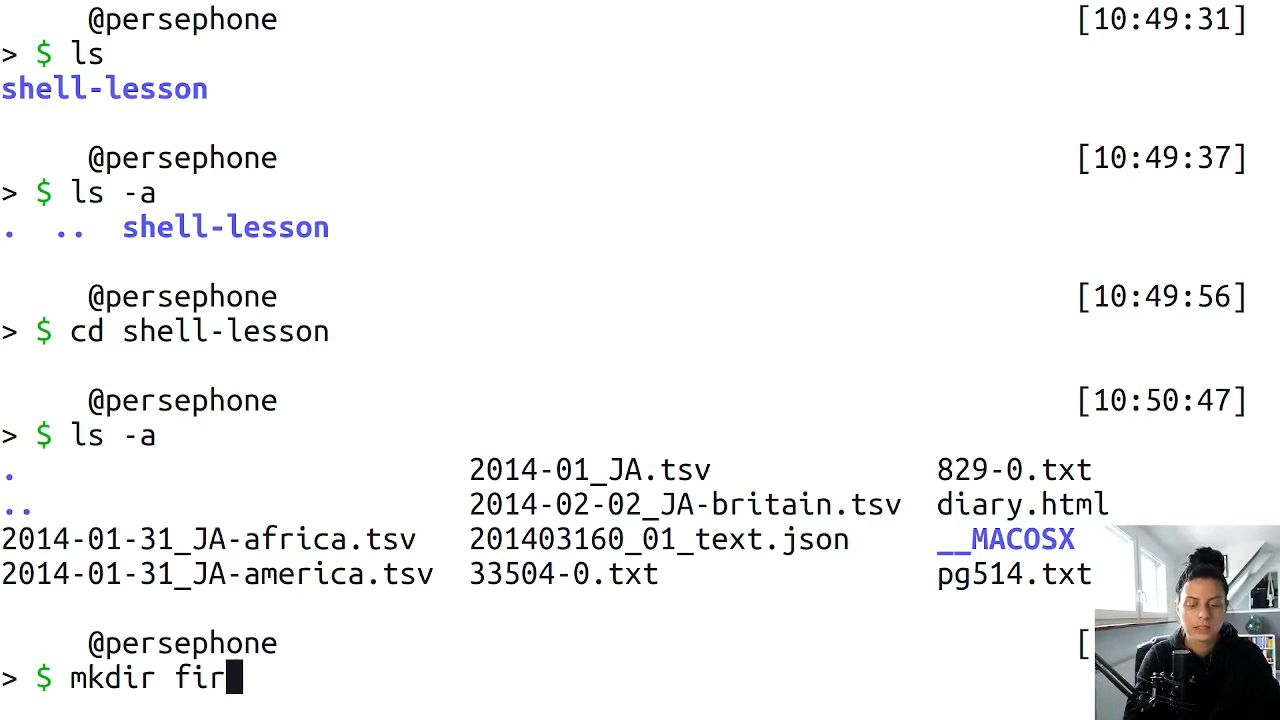 @persephone [10:49:31]
> $ ls
shell-lesson
@persephone [10:49:37]
> $ ls -a
. .. shell-lesson
@persephone [10:49:56]
> $ cd shell-lesson
@persephone [10:50:47]
> $ ls -a
. 2014-01_JA.tsv 829-0.txt
.. 2014-02-02_JA-britain.tsv diary.html
2014-01-31_JA-africa.tsv 201403160_01_text.json __MACOSX
2014-01-31_JA-america.tsv 33504-0.txt pg514.txt
@persephone [
> $ mkdir fir